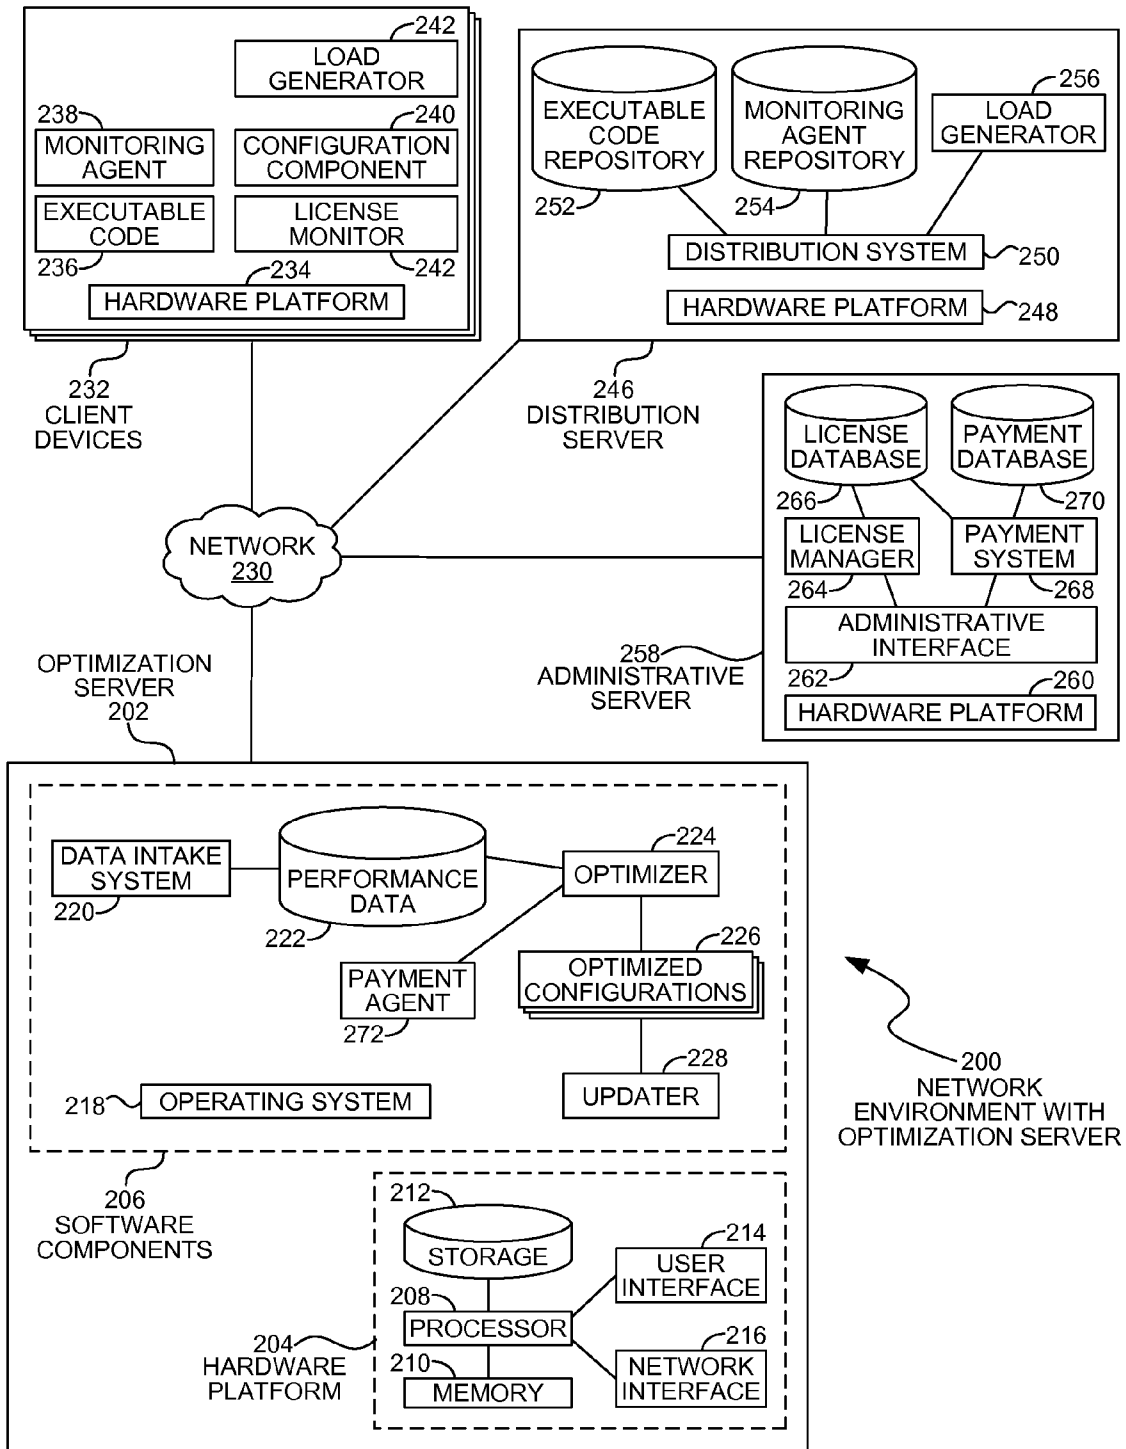 242
LOAD
GENERATOR
238
MONITORING
AGENT
240
CONFIGURATION
COMPONENT
EXECUTABLE
CODE
236
LICENSE
MONITOR
242
234
HARDWARE PLATFORM
232
CLIENT
DEVICES
EXECUTABLE
CODE
REPOSITORY
252
MONITORING
AGENT
REPOSITORY
254
256
LOAD
GENERATOR
DISTRIBUTION SYSTEM
250
HARDWARE PLATFORM
248
246
DISTRIBUTION
SERVER
LICENSE
DATABASE
266
PAYMENT
DATABASE
270
LICENSE
MANAGER
264
PAYMENT
SYSTEM
268
ADMINISTRATIVE
INTERFACE
262
260
HARDWARE PLATFORM
258
ADMINISTRATIVE
SERVER
NETWORK
230
OPTIMIZATION
SERVER
202
DATA INTAKE
SYSTEM
220
PERFORMANCE
DATA
222
224
OPTIMIZER
PAYMENT
AGENT
272
226
OPTIMIZED
CONFIGURATIONS
228
UPDATER
218
OPERATING SYSTEM
200
NETWORK
ENVIRONMENT WITH
OPTIMIZATION SERVER
206
SOFTWARE
COMPONENTS
212
STORAGE
214
USER
INTERFACE
208
PROCESSOR
216
NETWORK
INTERFACE
210
MEMORY
204
HARDWARE
PLATFORM